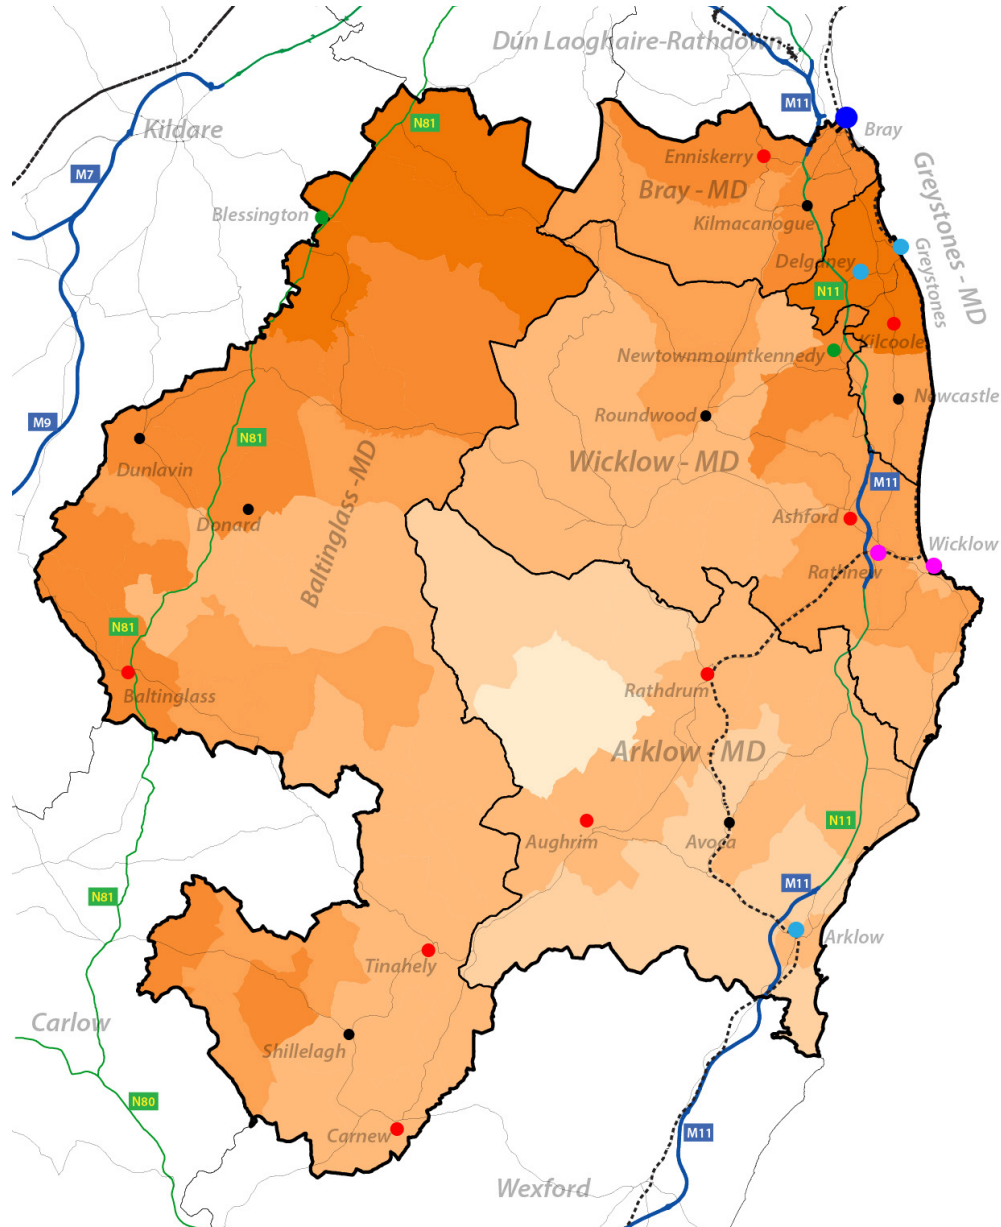 Dún Laoghaire-Rathdown
M11
N81
Kildare
Bray
Enniskerry
M7
Bray - MD
Greystones - MD
Blessington
Kilmacanogue
Delganey
Greystones
N11
Kilcoole
Newtownmountkennedy
Newcastle
Roundwood
M9
N81
Dunlavin
Wicklow - MD
M11
Baltinglass -MD
Donard
Ashford
Wicklow
Rathnew
N81
Baltinglass
Rathdrum
Arklow - MD
N11
Aughrim
Avoca
M11
N81
Arklow
Tinahely
Carlow
Shillelagh
N80
Carnew
M11
Wexford